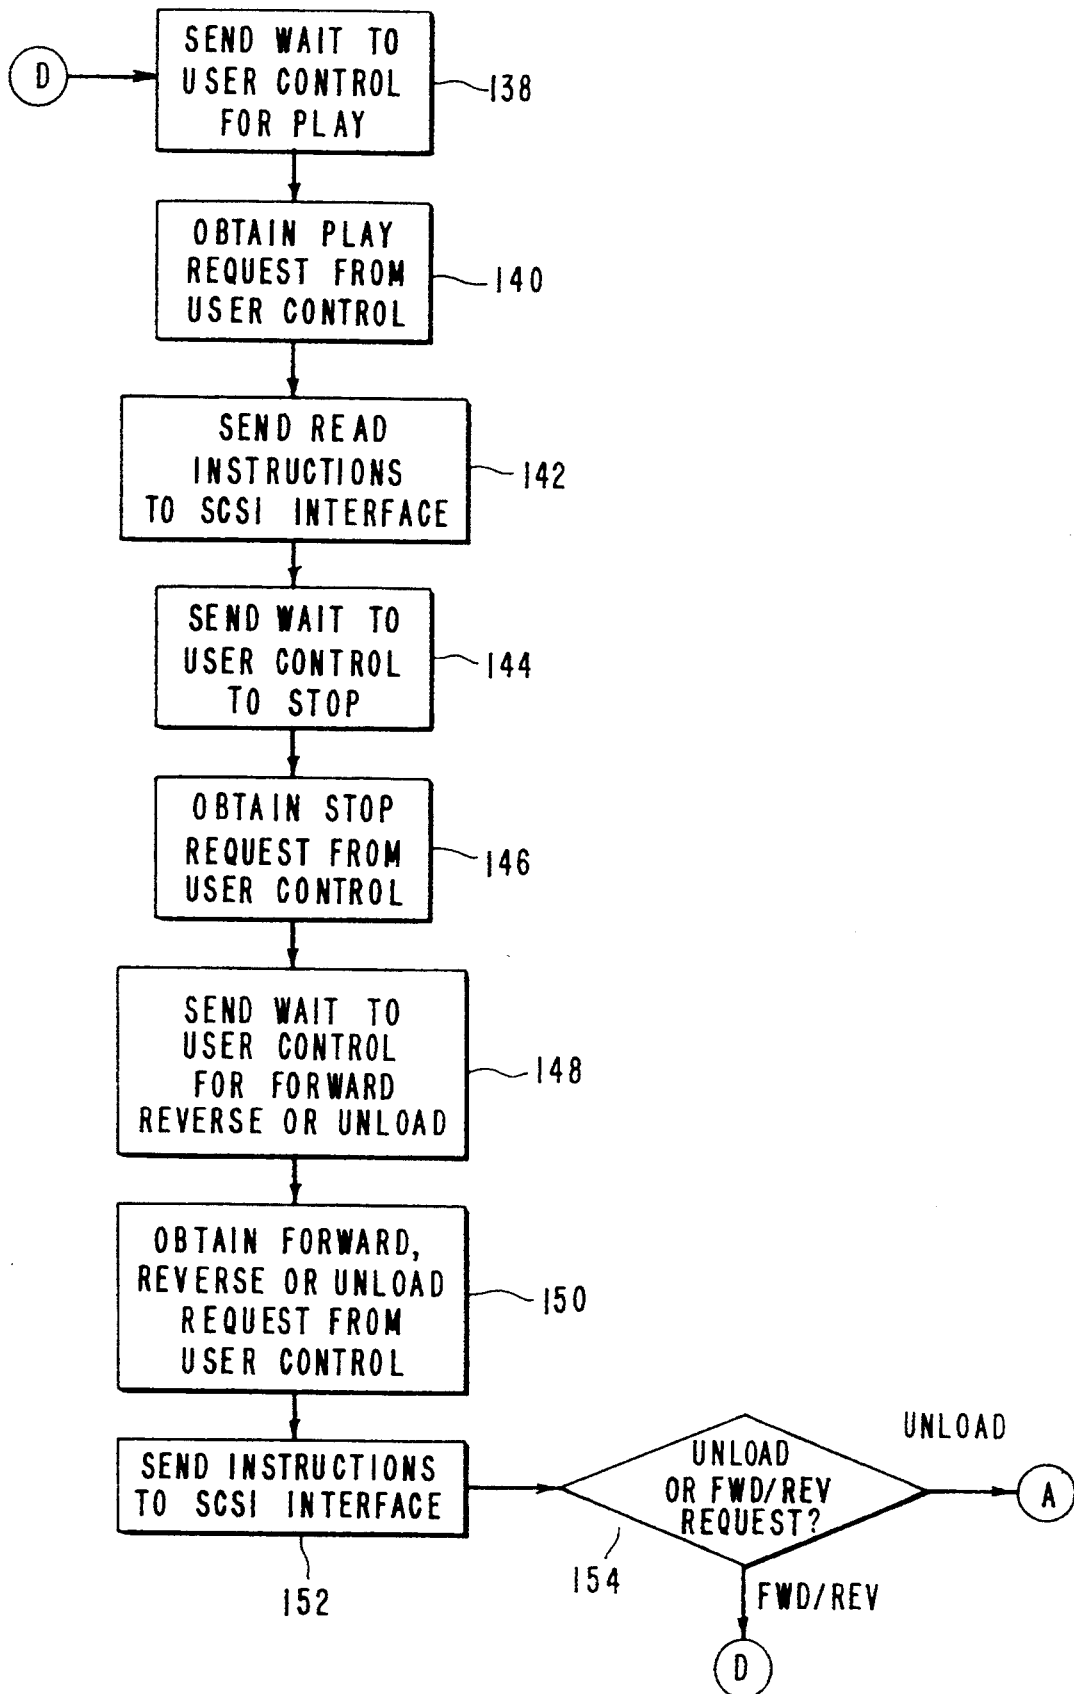 D
SEND WAIT TO
USER CONTROL
FOR PLAY
138
OBTAIN PLAY
REQUEST FROM
USER CONTROL
140
SEND READ
INSTRUCTIONS
TO SCSI INTERFACE
142
SEND WAIT TO
USER CONTROL
TO STOP
144
OBTAIN STOP
REQUEST FROM
USER CONTROL
146
SEND WAIT TO
USER CONTROL
FOR FORWARD
REVERSE OR UNLOAD
148
OBTAIN FORWARD,
REVERSE OR UNLOAD
REQUEST FROM
USER CONTROL
150
SEND INSTRUCTIONS
TO SCSI INTERFACE
152
UNLOAD
OR FWD/REV
REQUEST?
154
UNLOAD
A
FWD/REV
D